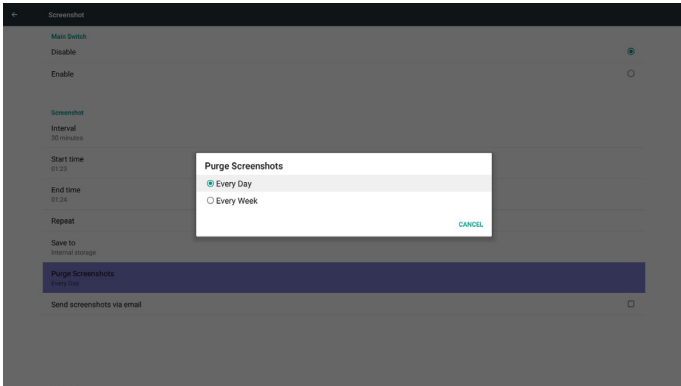 Screenshot
Main Switch
Disable
Enable
Screenshot
Interval
30 minutes
Start time
01:23
End time
01:24
Repeat
Save to
Internal storage
Purge Screenshots
Every Day
Send screenshots via email
Purge Screenshots
Every Day
Every Week
CANCEL